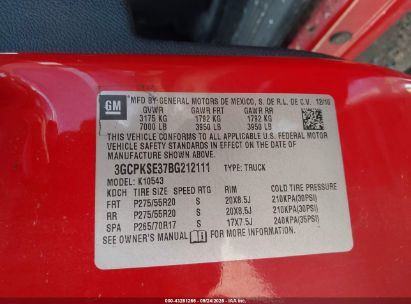 GM
MFD BY GENERAL MOTORS DE MEXICO, S. DE R.L. DE C.V. 12/10
GVWR GAWR FRT GAWR RR
3175 KG 1792 KG 1792 KG
7000 LB 3950 LB 3950 LB
THIS VEHICLE CONFORMS TO ALL APPLICABLE U.S. FEDERAL MOTOR
VEHICLE SAFETY STANDARDS IN EFFECT ON THE DATE OF
MANUFACTURE SHOWN ABOVE.
3GCPKSE37BG212111 TYPE: TRUCK
MODEL: K10543
KDCH TIRE SIZE SPEED RTG RIM COLD TIRE PRESSURE
FRT P275/55R20 S 20X8.5J 210KPA(30PSI)
RR P275/55R20 S 20X8.5J 210KPA(30PSI)
SPA P265/70R17 S 17X7.5J 240KPA(35PSI)
SEE OWNER'S MANUAL FOR MORE INFORMATION.